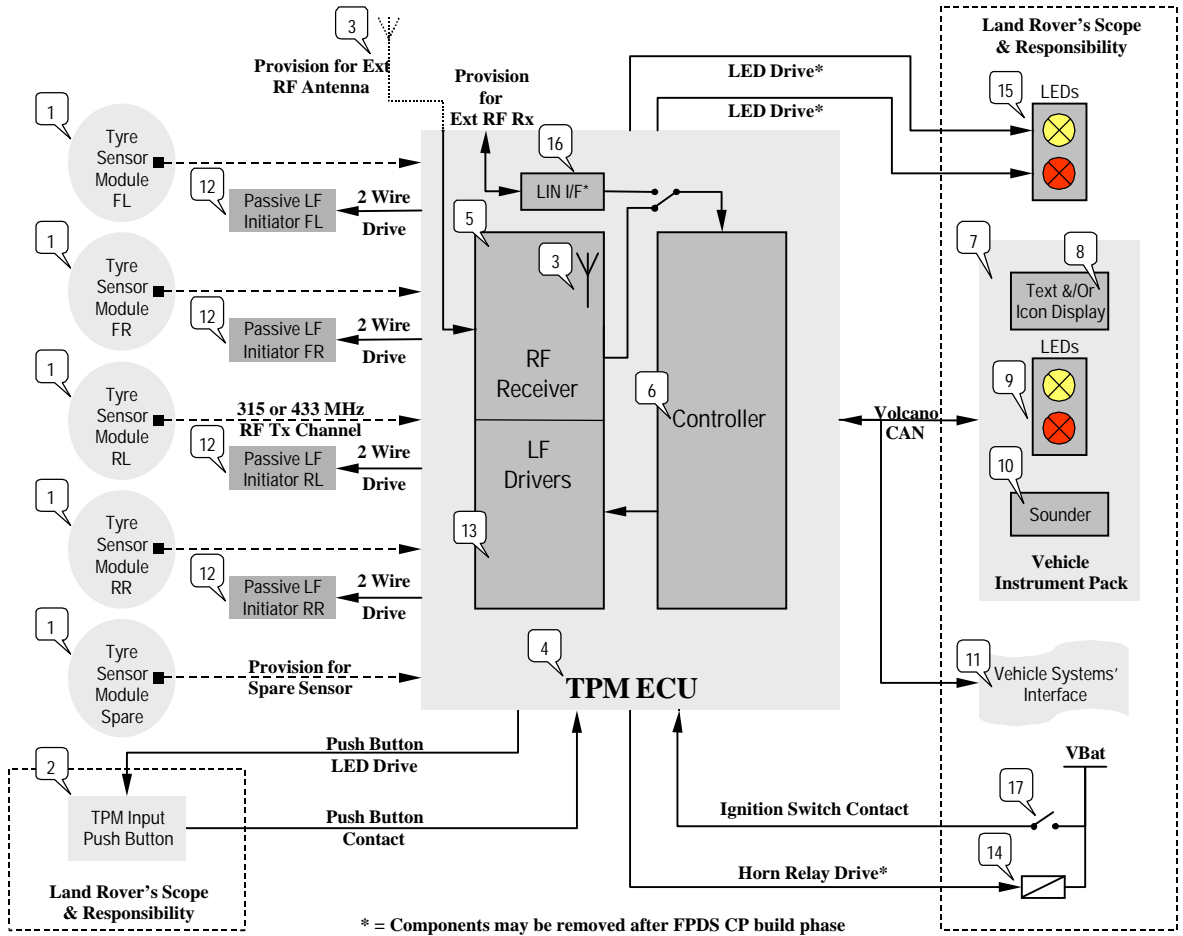 3
Provision for Ext
RF Antenna
Provision
for
Ext RF Rx
LED Drive*
LED Drive*
Land Rover's Scope
& Responsibility
15
LEDs
1
Tyre
Sensor
Module
FL
12
Passive LF
Initiator FL
2 Wire
Drive
16
LIN I/F*
5
3
RF
Receiver
6
Controller
LF
Drivers
13
4
TPM ECU
1
Tyre
Sensor
Module
FR
12
Passive LF
Initiator FR
2 Wire
Drive
1
Tyre
Sensor
Module
RL
315 or 433 MHz
RF Tx Channel
12
Passive LF
Initiator RL
2 Wire
Drive
1
Tyre
Sensor
Module
RR
12
Passive LF
Initiator RR
2 Wire
Drive
1
Tyre
Sensor
Module
Spare
Provision for
Spare Sensor
Volcano
CAN
7
8
Text &/Or
Icon Display
LEDs
9
10
Sounder
Vehicle
Instrument Pack
11
Vehicle Systems'
Interface
Push Button
LED Drive
2
TPM Input
Push Button
Push Button
Contact
Land Rover's Scope
& Responsibility
VBat
17
Ignition Switch Contact
14
Horn Relay Drive*
* = Components may be removed after FPDS CP build phase